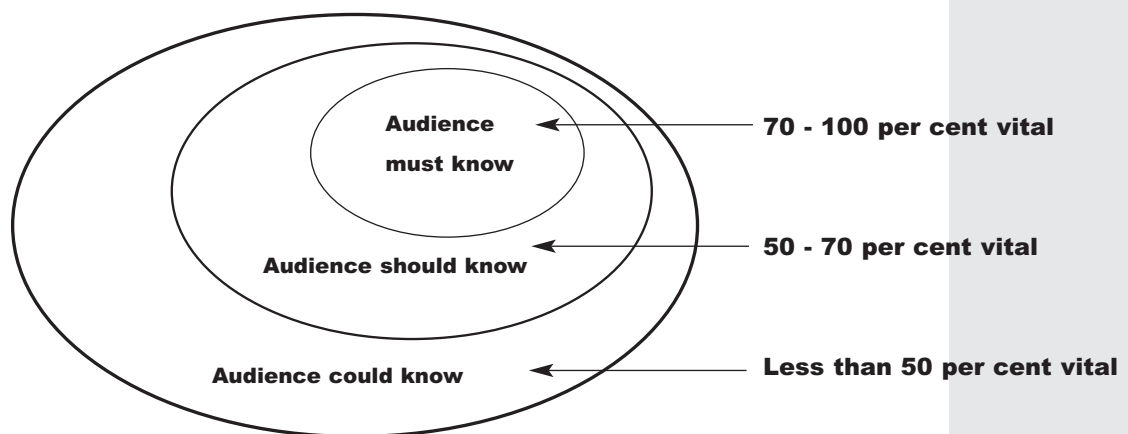 Audience
must know
70 - 100 per cent vital
Audience should know
50 - 70 per cent vital
Audience could know
Less than 50 per cent vital